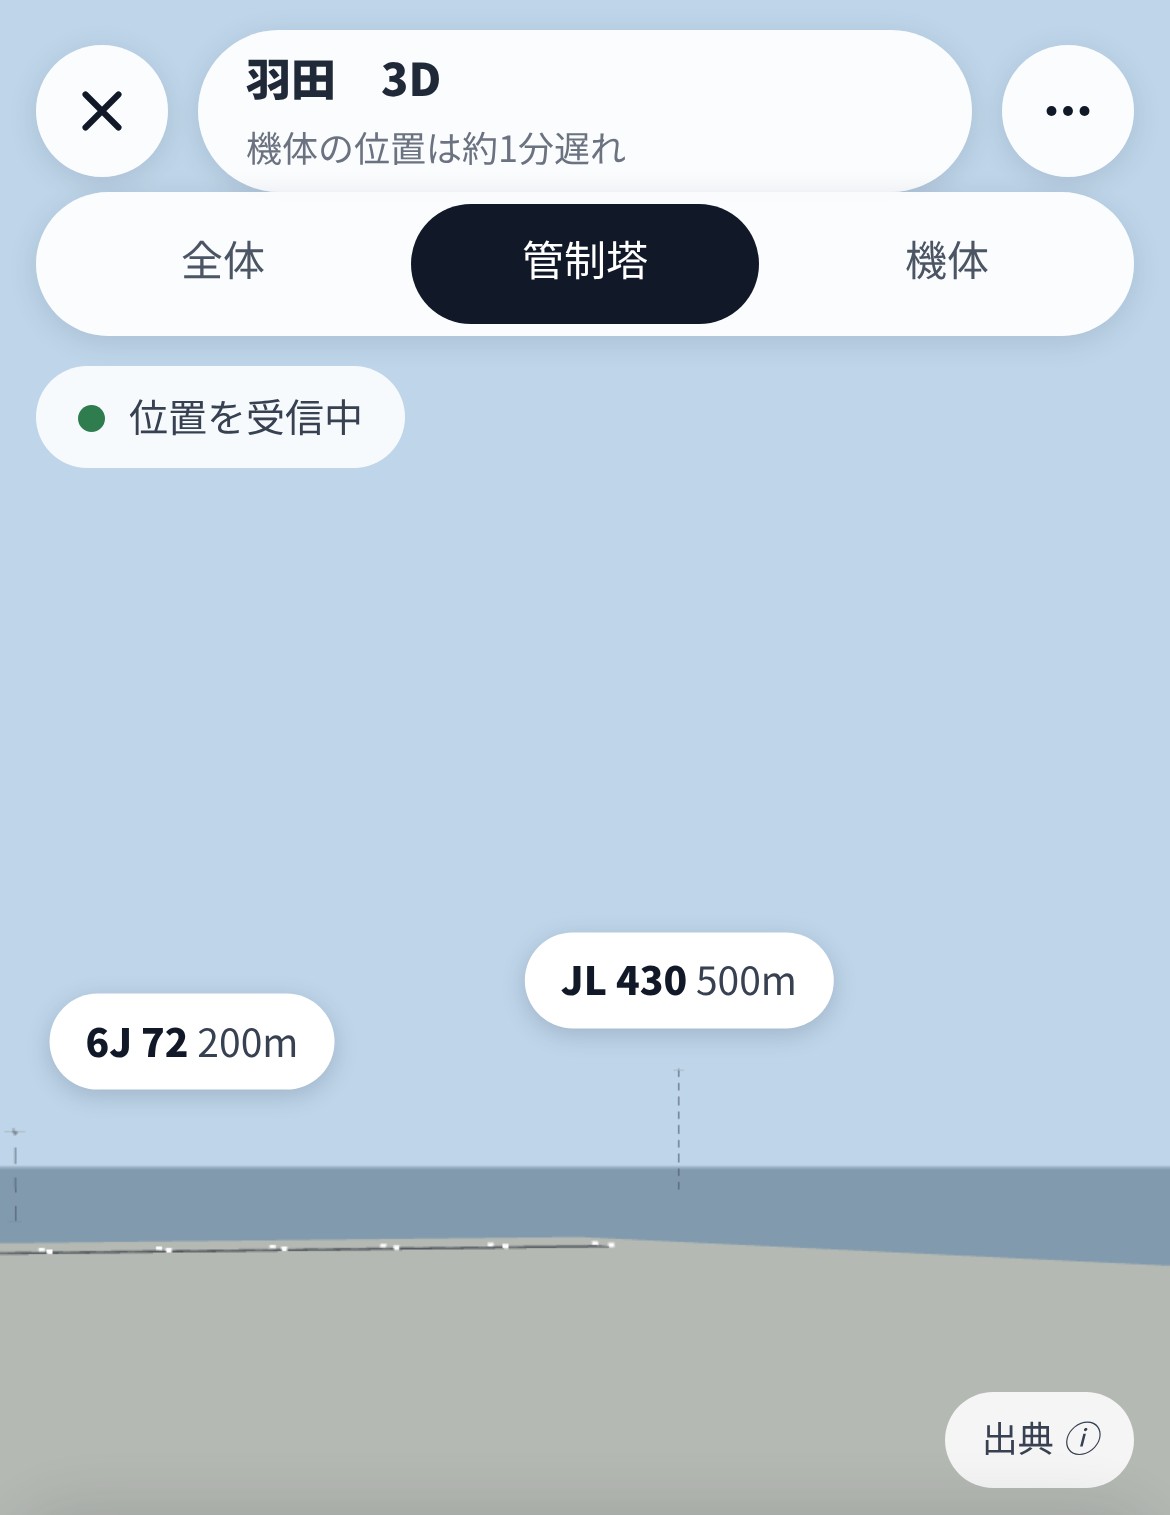 羽田　3D
機体の位置は約1分遅れ
全体
管制塔
機体
位置を受信中
JL 430 500m
6J 72 200m
出典 ⓘ